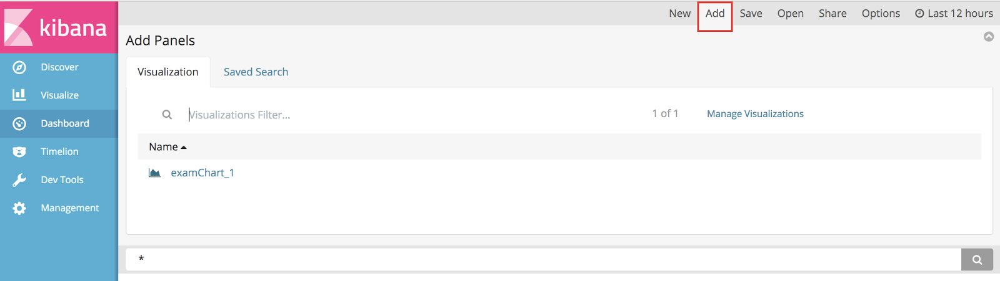 kibana
Discover
Visualize
Dashboard
Timelion
Dev Tools
Management
New Add Save Open Share Options Last 12 hours
Add Panels
Visualization Saved Search
Visualizations Filter... 1 of 1 Manage Visualizations
Name
examChart_1
*